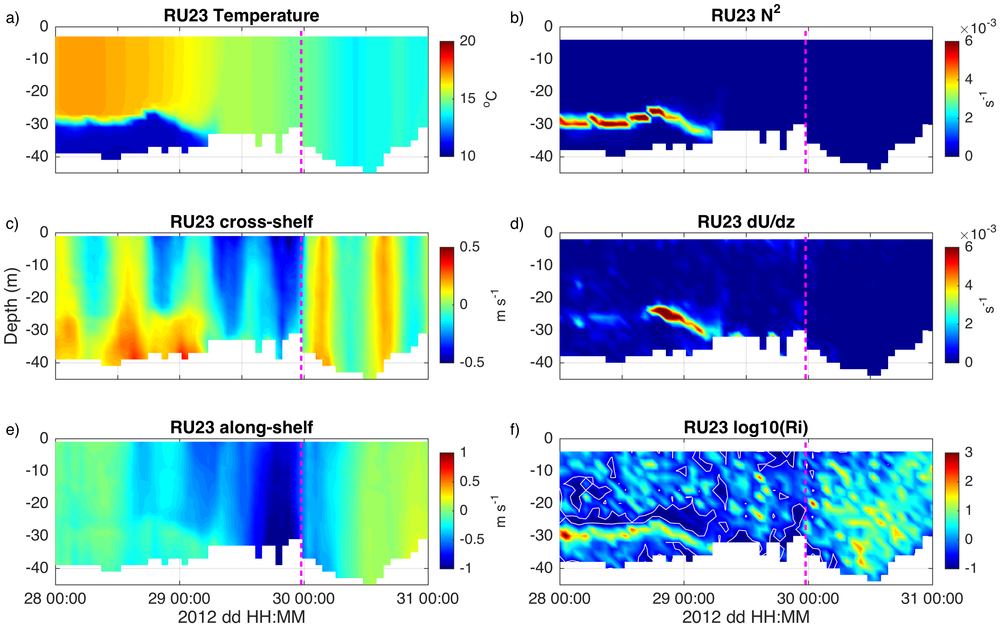 a)
RU23 Temperature
0
-10
-20
-30
-40
20
15
10
°C
b)
RU23 N²
0
-10
-20
-30
-40
×10⁻³
6
4
2
0
s⁻¹
c)
RU23 cross-shelf
Depth (m)
0
-10
-20
-30
-40
0.5
0
-0.5
m s⁻¹
d)
RU23 dU/dz
0
-10
-20
-30
-40
×10⁻³
6
4
2
0
s⁻¹
e)
RU23 along-shelf
0
-10
-20
-30
-40
1
0.5
0
-0.5
-1
m s⁻¹
28 00:00 29 00:00 30 00:00 31 00:00
2012 dd HH:MM
f)
RU23 log10(Ri)
0
-10
-20
-30
-40
3
2
1
0
-1
28 00:00 29 00:00 30 00:00 31 00:00
2012 dd HH:MM